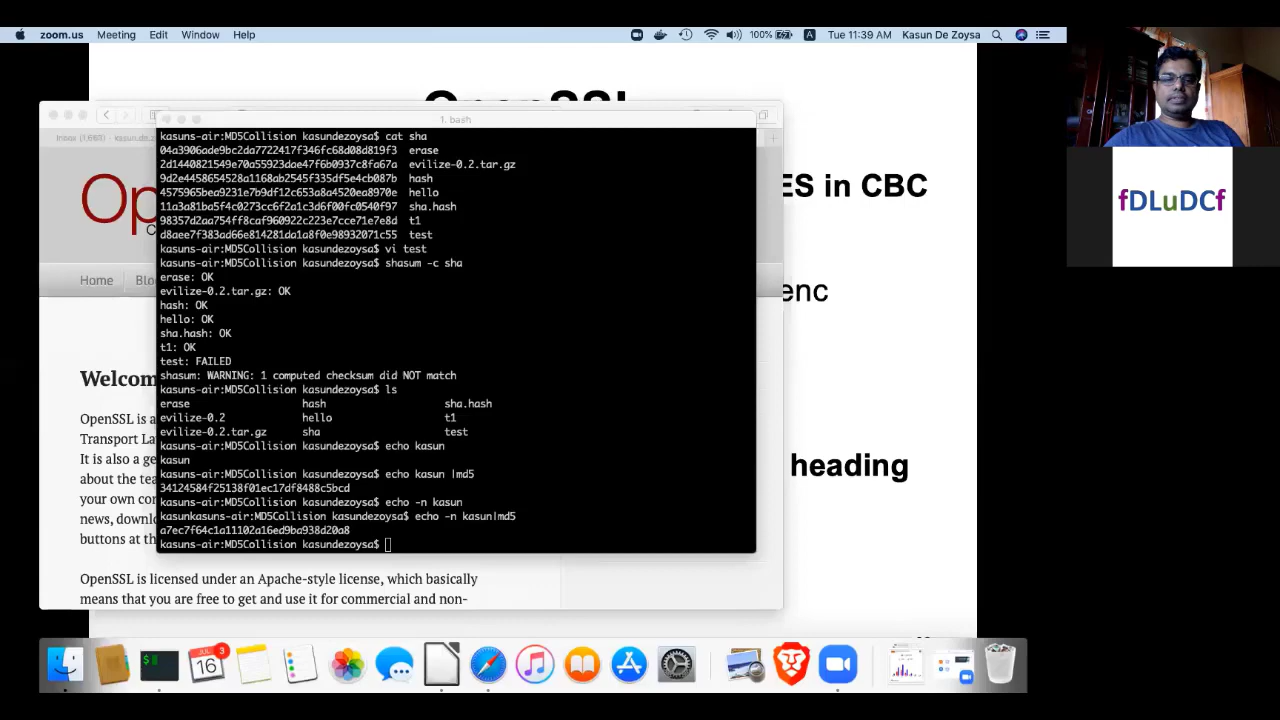 zoom.us Meeting Edit Window Help 100% A Tue 11:39 AM Kasun De Zoysa
OpenSSL
1. bash
kasuns-air:MD5Collision kasundezoysa$ cat sha
04a3906ade9bc2da7722417f346fc68d08d819f3 erase
2d1440821549e70a55923dae47f6b0937c8fa67a evilize-0.2.tar.gz
9d2e4458654528a1168ab2545f335df5e4cb087b hash
4575965bea9231e7b9df12c653a8a4520ea8970e hello
11a3a81ba5f4c0273cc6f2a1c3d6f00fc0540f97 sha.hash
98357d2aa754ff8caf960922c223e7cce71e7e8d t1
d8aee7f383ad66e814281da1a8f0e98932071c55 test
kasuns-air:MD5Collision kasundezoysa$ vi test
kasuns-air:MD5Collision kasundezoysa$ shasum -c sha
erase: OK
evilize-0.2.tar.gz: OK
hash: OK
hello: OK
sha.hash: OK
t1: OK
test: FAILED
shasum: WARNING: 1 computed checksum did NOT match
kasuns-air:MD5Collision kasundezoysa$ ls
erase hash sha.hash
evilize-0.2 hello t1
evilize-0.2.tar.gz sha test
kasuns-air:MD5Collision kasundezoysa$ echo kasun
kasun
kasuns-air:MD5Collision kasundezoysa$ echo kasun |md5
34124584f25138f01ec17df8488c5bcd
kasuns-air:MD5Collision kasundezoysa$ echo -n kasun
kasunkasuns-air:MD5Collision kasundezoysa$ echo -n kasun|md5
a7ec7f64c1a11102a16ed9ba938d20a8
kasuns-air:MD5Collision kasundezoysa$
Op
Home Blo
Welcom
OpenSSL is a
Transport La
It is also a ge
about the tea
your own con
news, downlo
buttons at th
OpenSSL is licensed under an Apache-style license, which basically
means that you are free to get and use it for commercial and non-
ES in CBC
enc
heading
fDLuDCf
JUL 3
16